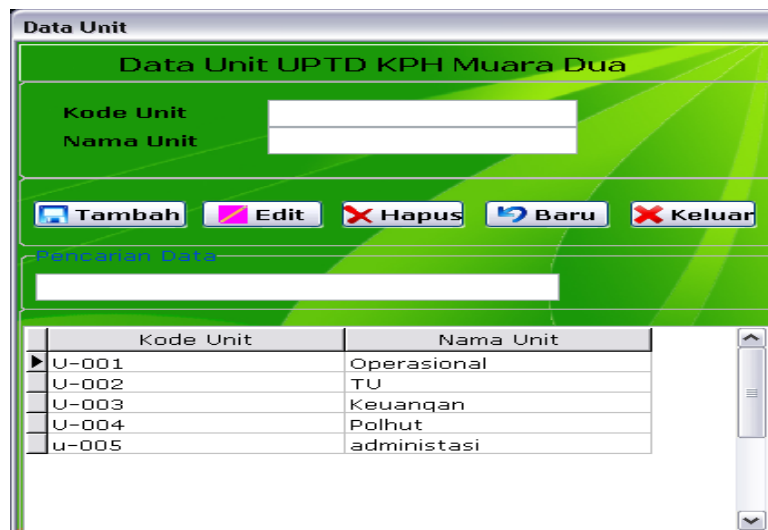 Data Unit
Data Unit UPTD KPH Muara Dua
Kode Unit
Nama Unit
Tambah Edit Hapus Baru Keluar
Pencarian Data
Kode Unit Nama Unit
U-001 Operasional
U-002 TU
U-003 Keuangan
U-004 Polhut
u-005 administasi